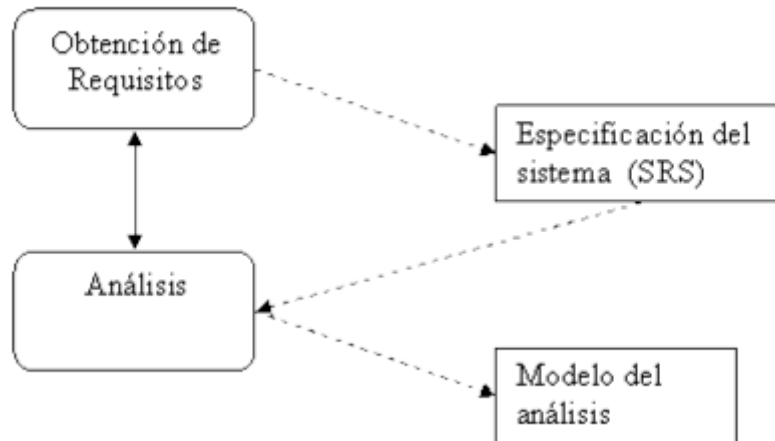 Obtención de
Requisitos
Especificación del
sistema (SRS)
Análisis
Modelo del
análisis